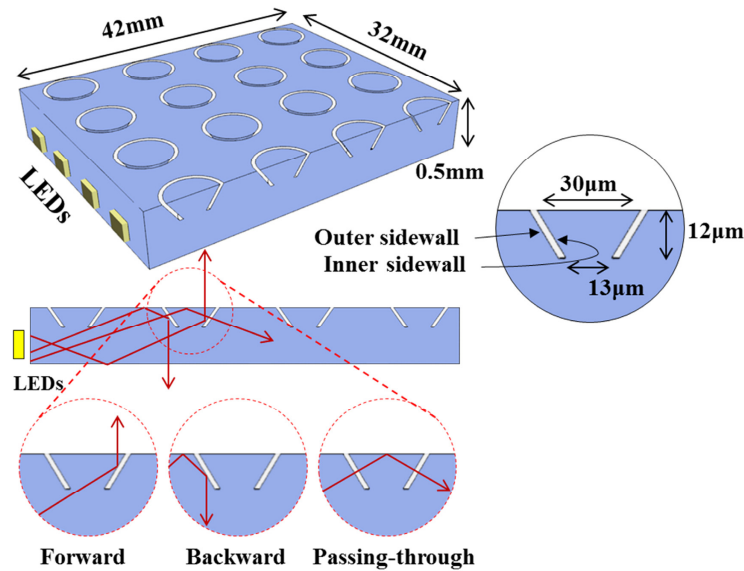 42mm
32mm
0.5mm
LEDs
30μm
12μm
Outer sidewall
Inner sidewall
13μm
LEDs
Forward
Backward
Passing-through